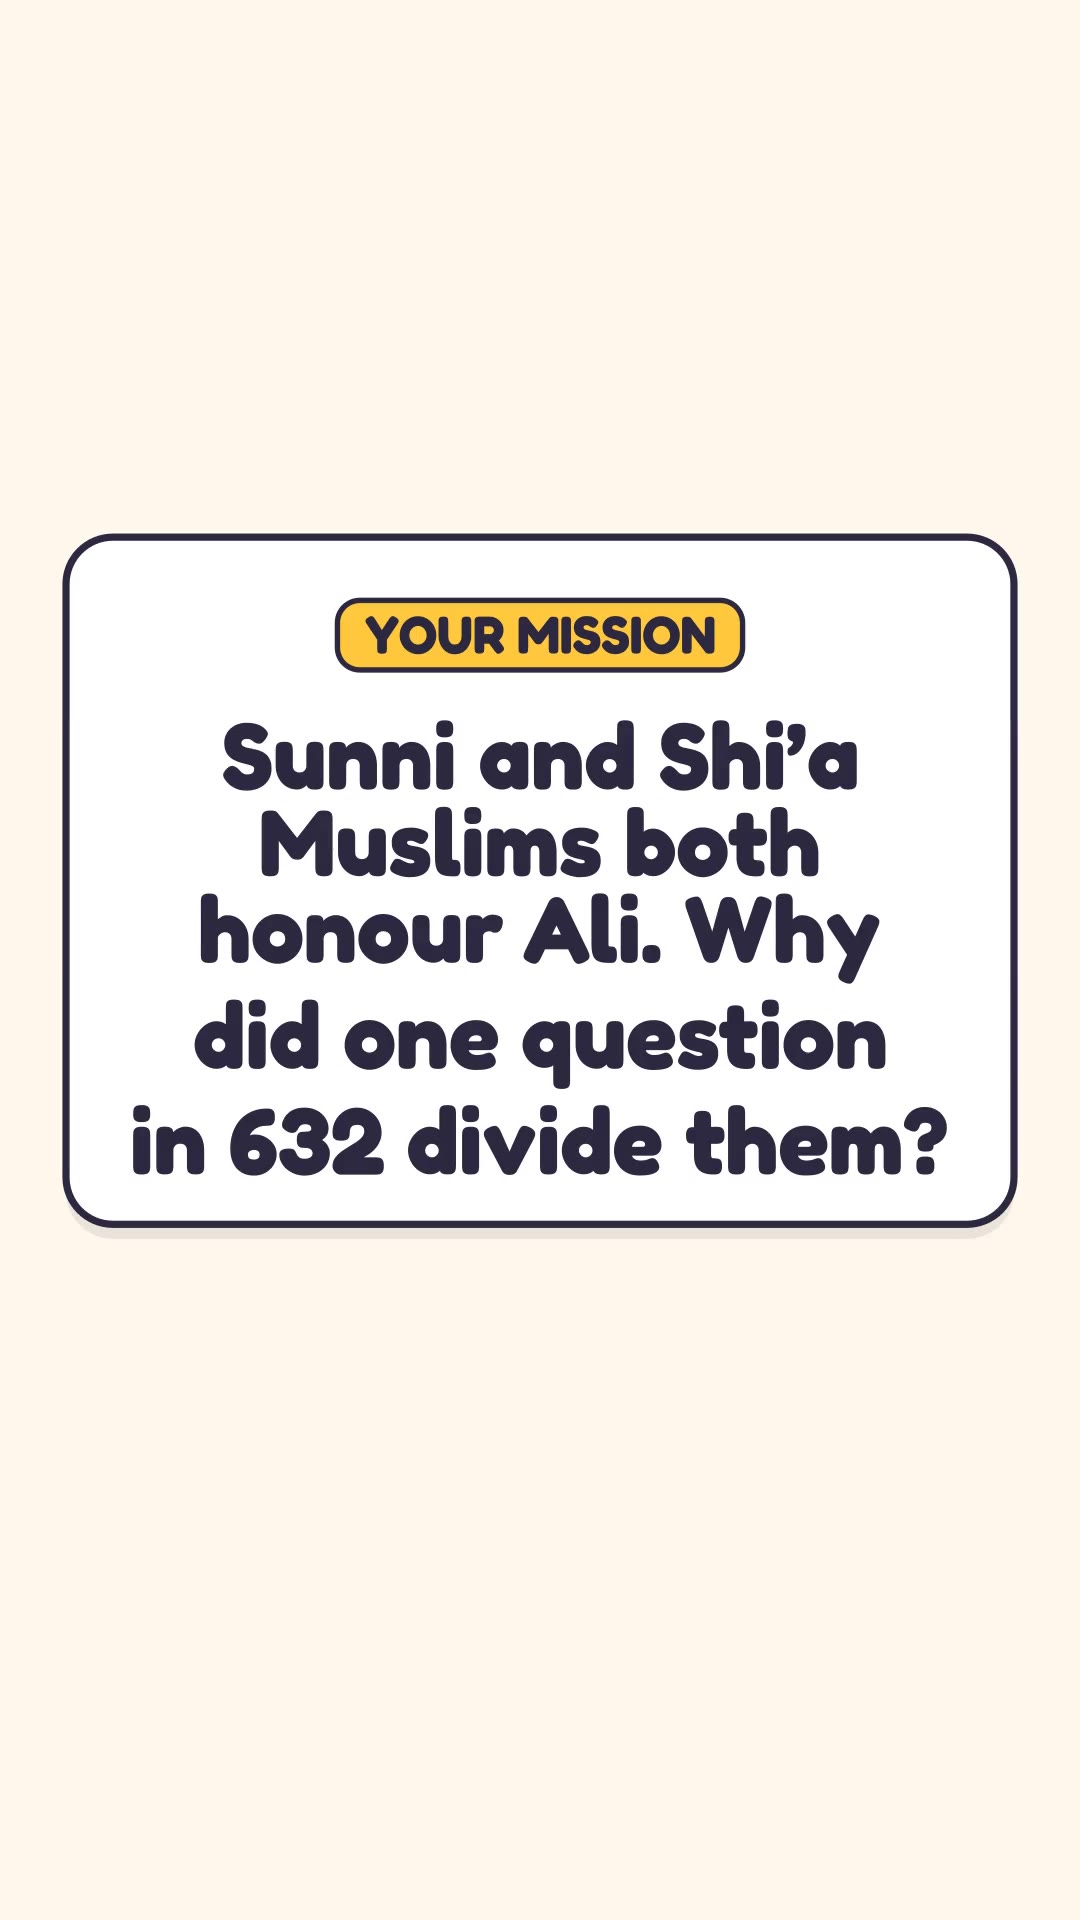 YOUR MISSION
Sunni and Shi’a
Muslims both
honour Ali. Why
did one question
in 632 divide them?